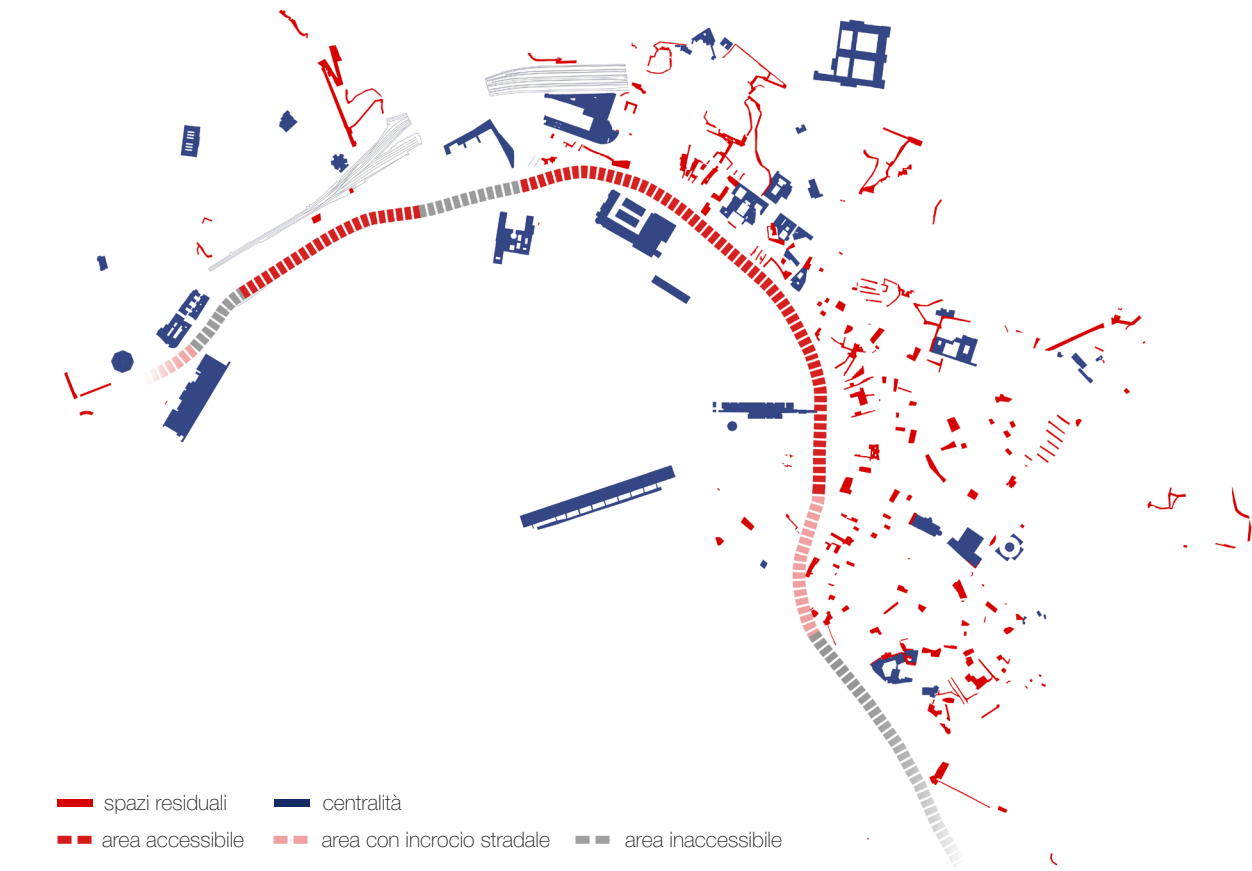 spazi residuali centralità
area accessibile area con incrocio stradale area inaccessibile